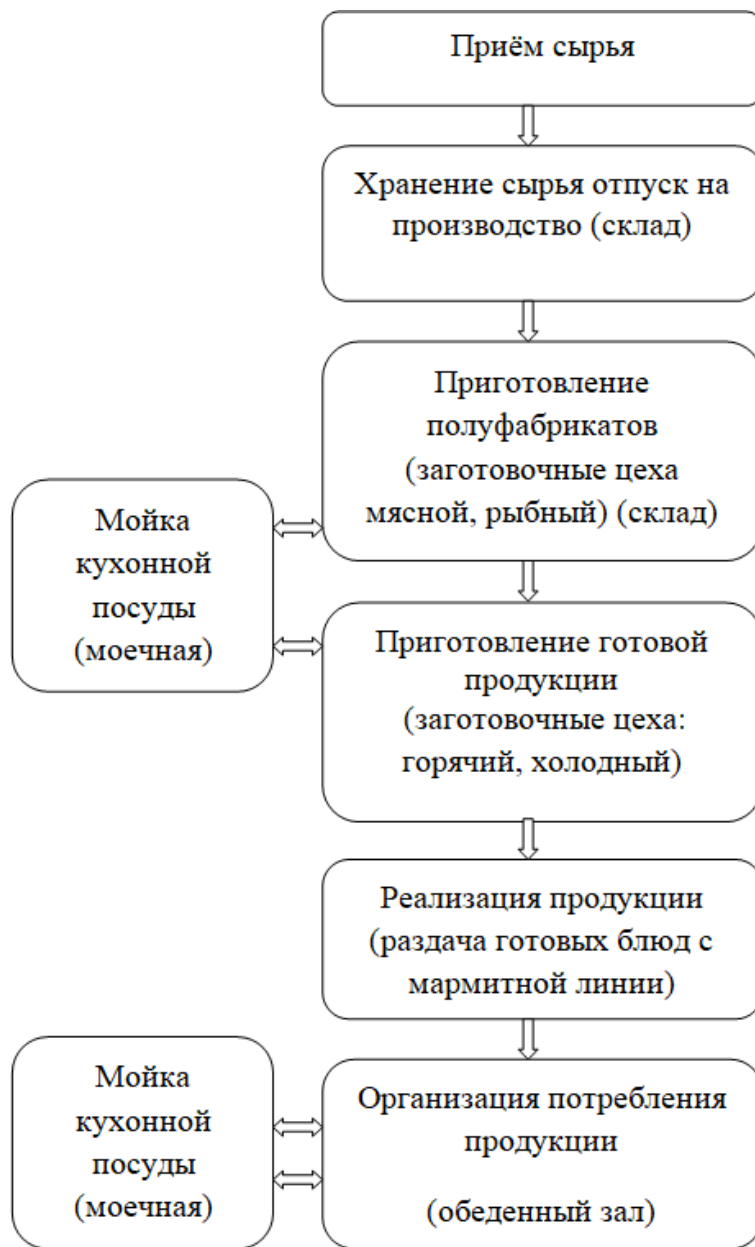 Приём сырья
Хранение сырья отпуск на
производство (склад)
Приготовление
полуфабрикатов
(заготовочные цеха
мясной, рыбный) (склад)
Мойка
кухонной
посуды
(моечная)
Приготовление готовой
продукции
(заготовочные цеха:
горячий, холодный)
Реализация продукции
(раздача готовых блюд с
мармитной линии)
Мойка
кухонной
посуды
(моечная)
Организация потребления
продукции
(обеденный зал)